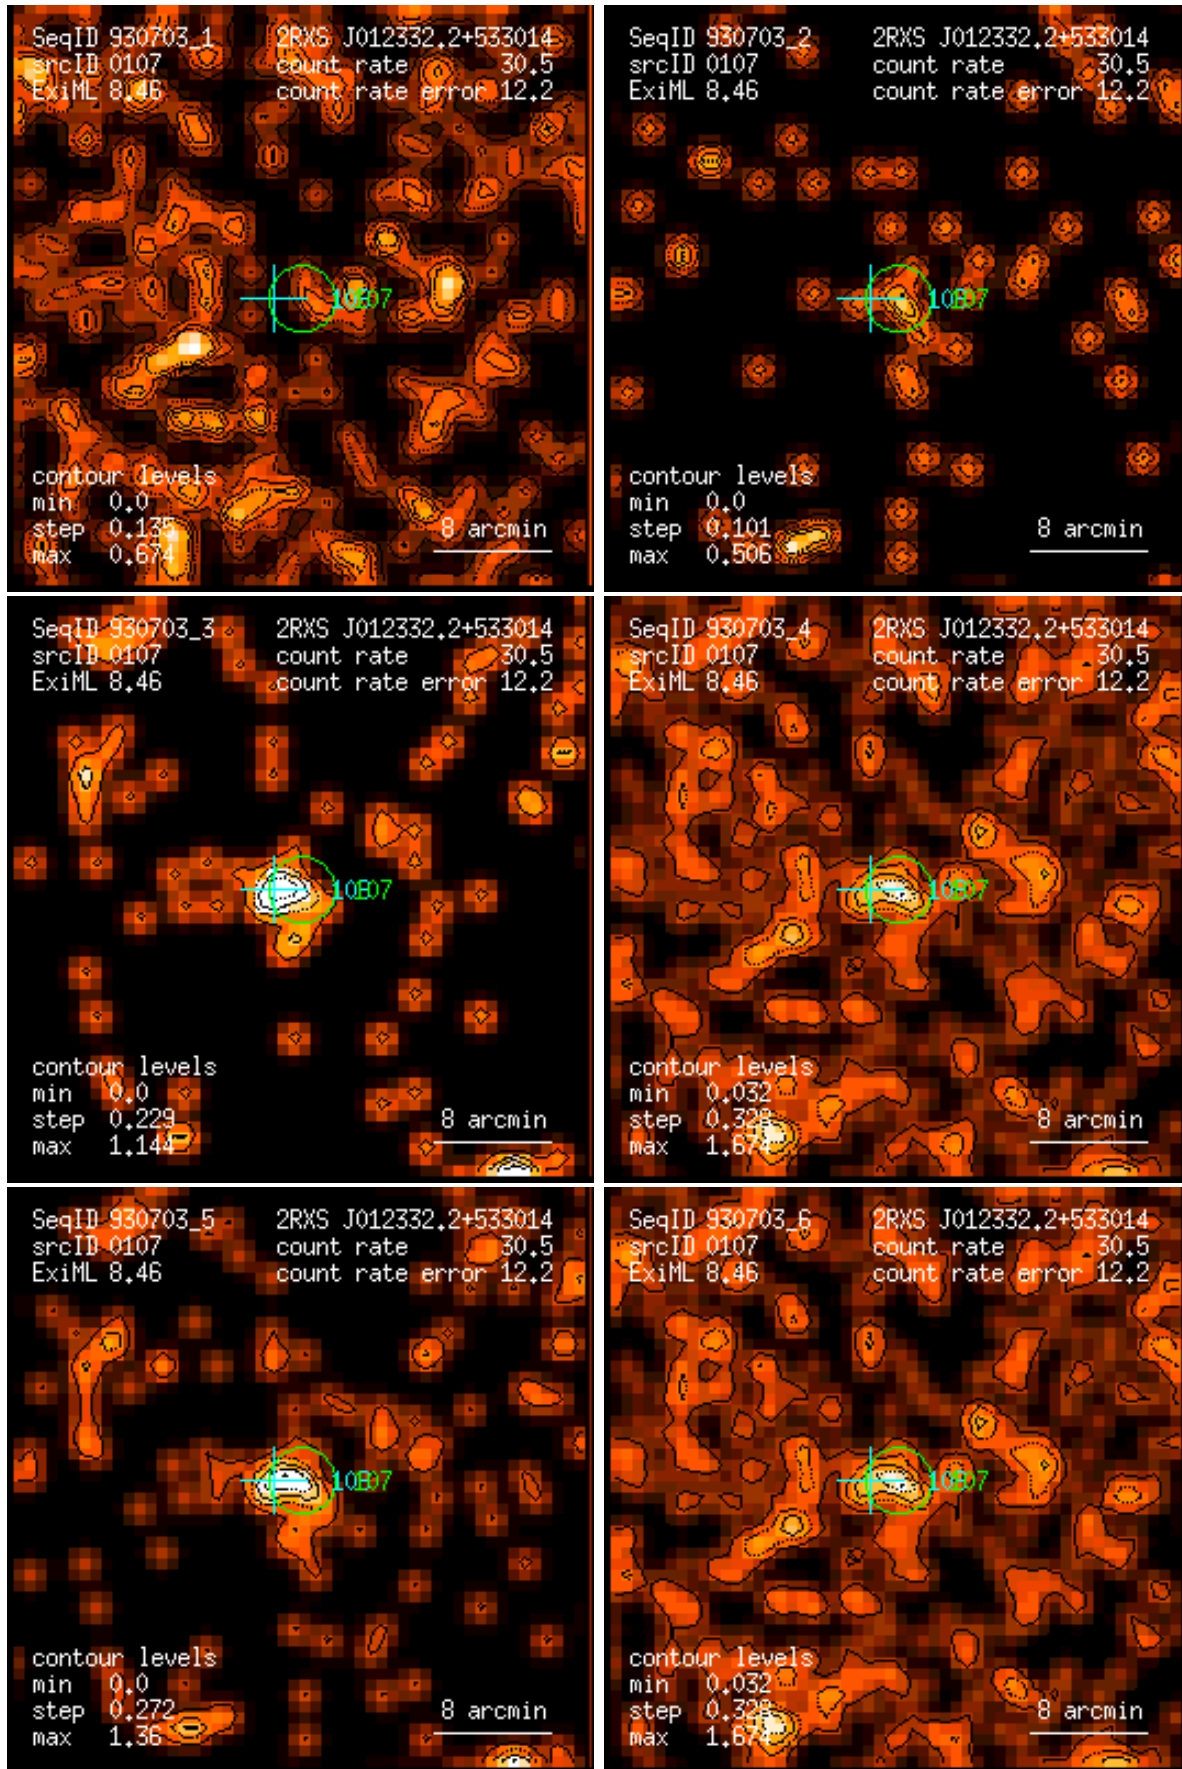 SeqID 930703_1 2RXS J012332.2+533014
srcID 0107 count rate 30.5
ExiML 8.46 count rate error 12.2
contour levels
min 0.0
step 0.135
max 0.674
8 arcmin
SeqID 930703_2 2RXS J012332.2+533014
srcID 0107 count rate 30.5
ExiML 8.46 count rate error 12.2
contour levels
min 0.0
step 0.101
max 0.506
8 arcmin
SeqID 930703_3 2RXS J012332.2+533014
srcID 0107 count rate 30.5
ExiML 8.46 count rate error 12.2
contour levels
min 0.0
step 0.229
max 1.144
8 arcmin
SeqID 930703_4 2RXS J012332.2+533014
srcID 0107 count rate 30.5
ExiML 8.46 count rate error 12.2
contour levels
min 0.032
step 0.328
max 1.674
8 arcmin
SeqID 930703_5 2RXS J012332.2+533014
srcID 0107 count rate 30.5
ExiML 8.46 count rate error 12.2
contour levels
min 0.0
step 0.272
max 1.36
8 arcmin
SeqID 930703_6 2RXS J012332.2+533014
srcID 0107 count rate 30.5
ExiML 8.46 count rate error 12.2
contour levels
min 0.032
step 0.328
max 1.674
8 arcmin